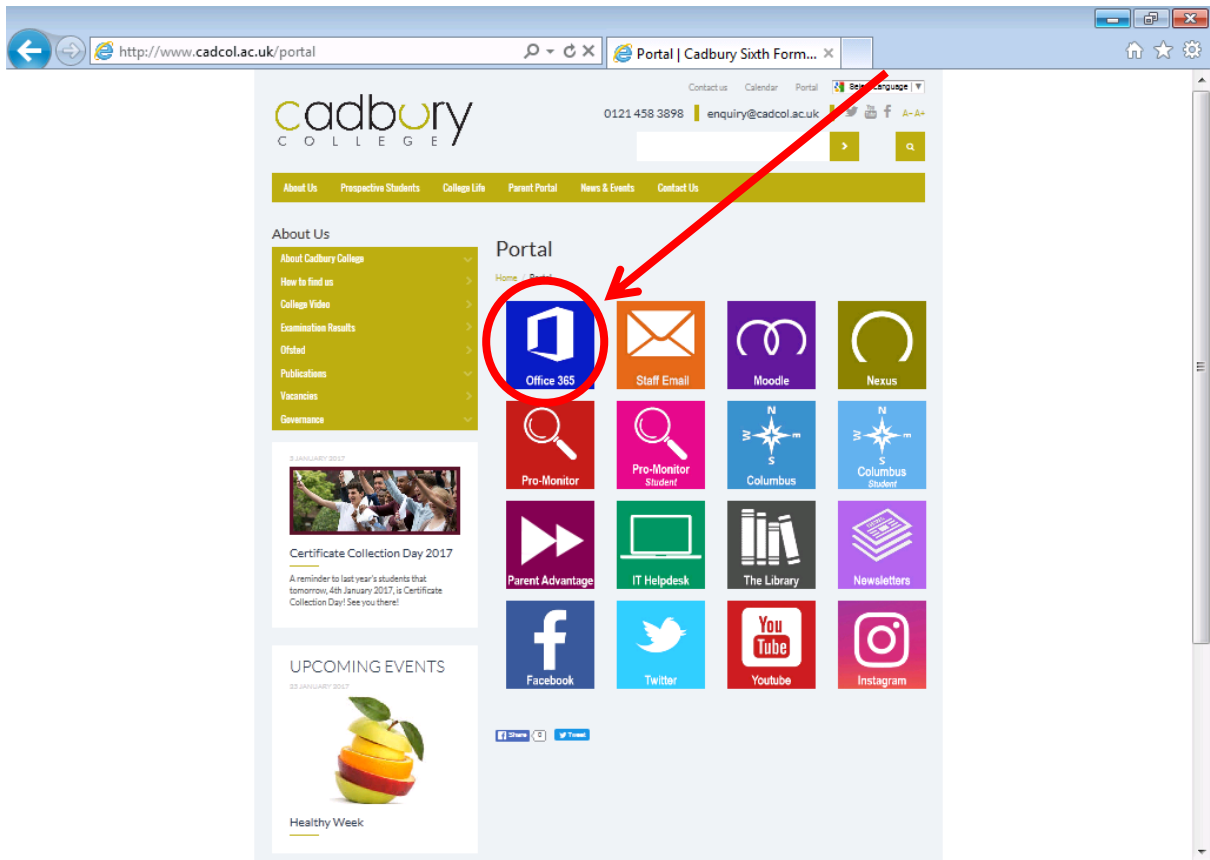 http://www.cadcol.ac.uk/portal
Portal | Cadbury Sixth Form...
Contact us Calendar Portal Select Language
cadbury
COLLEGE
0121 458 3898 enquiry@cadcol.ac.uk A- A+
About Us Prospective Students College Life Parent Portal News & Events Contact Us
About Us
About Cadbury College
How to find us
College Video
Examination Results
Ofsted
Publications
Vacancies
Governance
3 JANUARY 2017
Certificate Collection Day 2017
A reminder to last year's students that
tomorrow, 4th January 2017, is Certificate
Collection Day! See you there!
UPCOMING EVENTS
JANUARY 2017
Healthy Week
Portal
Home / Portal
Office 365 Staff Email Moodle Nexus
Pro-Monitor
Pro-Monitor
Student
N
W E
S
Columbus
N
W E
S
Columbus
Student
Parent Advantage IT Helpdesk The Library
NEWS
Newsletters
f
Facebook
Twitter
You
Tube
Youtube
Instagram
Share 0 Tweet